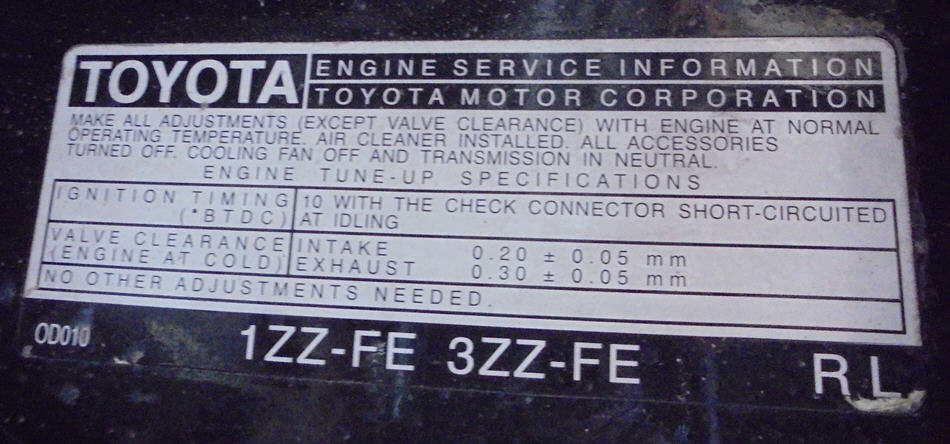 TOYOTA
ENGINE SERVICE INFORMATION
TOYOTA MOTOR CORPORATION
MAKE ALL ADJUSTMENTS (EXCEPT VALVE CLEARANCE) WITH ENGINE AT NORMAL
OPERATING TEMPERATURE. AIR CLEANER INSTALLED. ALL ACCESSORIES
TURNED OFF. COOLING FAN OFF AND TRANSMISSION IN NEUTRAL.
ENGINE TUNE-UP SPECIFICATIONS
IGNITION TIMING
(°BTDC)
10 WITH THE CHECK CONNECTOR SHORT-CIRCUITED
AT IDLING
VALVE CLEARANCE
(ENGINE AT COLD)
INTAKE 0.20 ± 0.05 mm
EXHAUST 0.30 ± 0.05 mm
NO OTHER ADJUSTMENTS NEEDED.
OD010 1ZZ-FE 3ZZ-FE R L